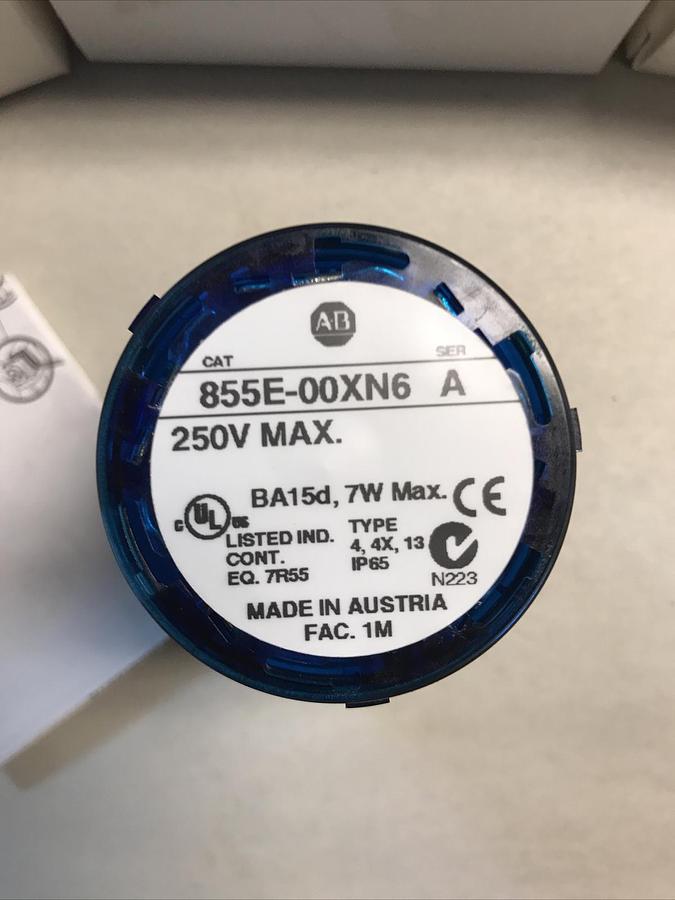 A-B
CAT SER
855E-00XN6 A
250V MAX.
BA15d, 7W Max. CE
C UL US
LISTED IND.
CONT.
EQ. 7R55
TYPE
4, 4X, 13
IP65
N223
MADE IN AUSTRIA
FAC. 1M